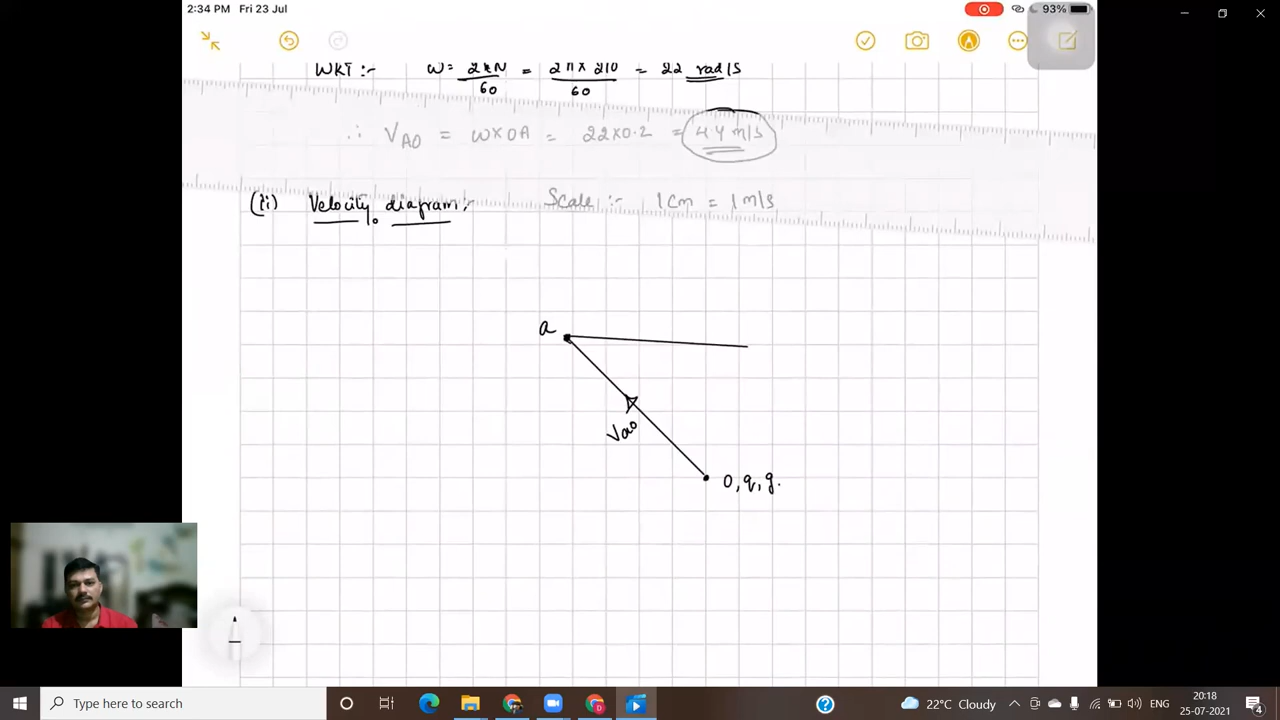 2:34 PM Fri 23 Jul
93%
WKT :- ω = 2πN/60 = 2π x 210/60 = 22 rad/s
∴ VAO = ω x OA = 22 x 0.2 = 4.4 m/s
(ii) Velocity diagram :- Scale :- 1cm = 1m/s
a
Vao
o, q, g.
Type here to search
22°C Cloudy
ENG
20:18
25-07-2021
4